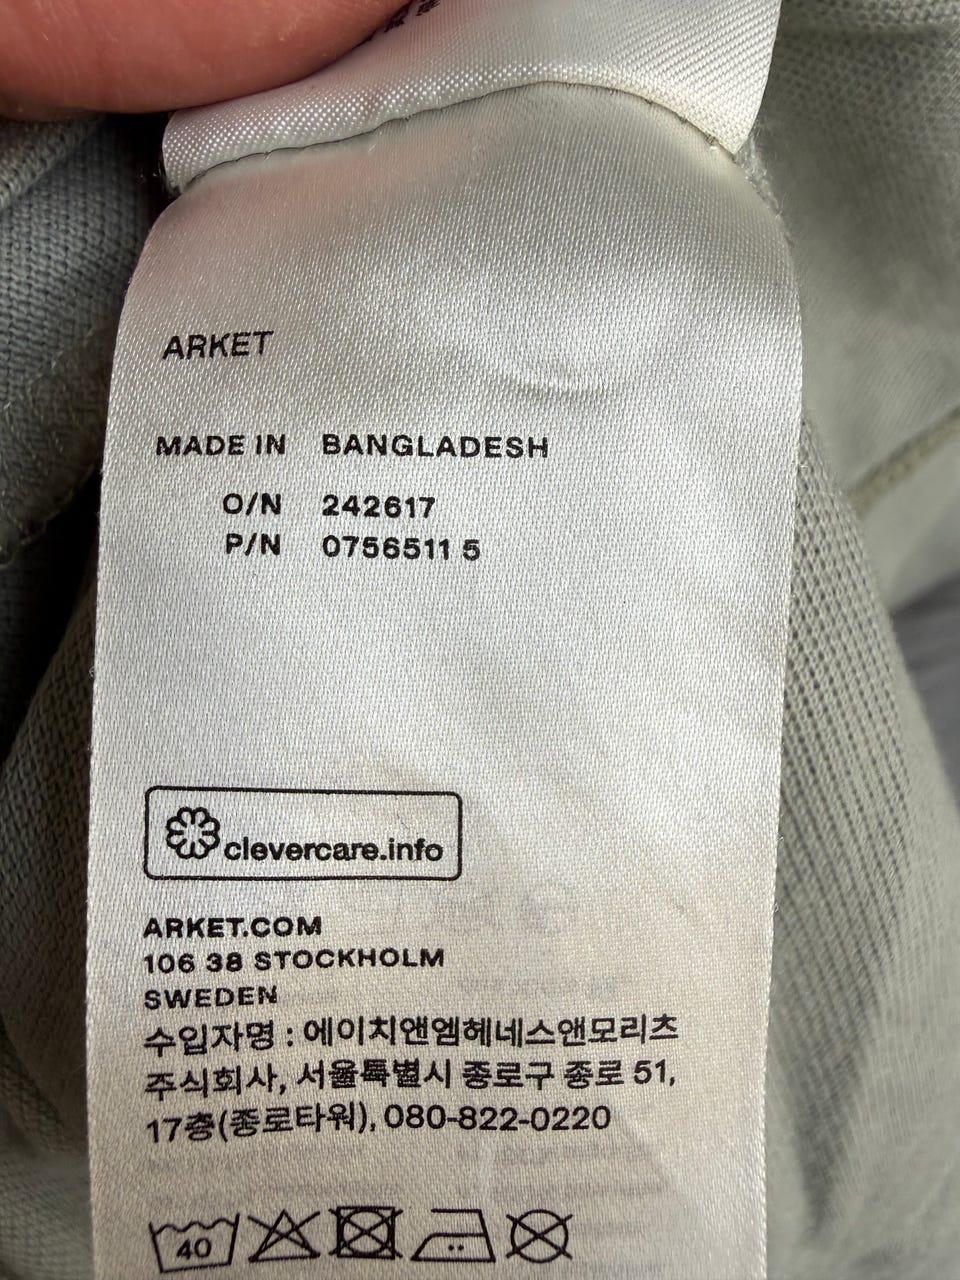 ARKET
MADE IN BANGLADESH
O/N 242617
P/N 0756511 5
clevercare.info
ARKET.COM
106 38 STOCKHOLM
SWEDEN
수입자명 : 에이치앤엠헤네스앤모리츠
주식회사, 서울특별시 종로구 종로 51,
17층(종로타워), 080-822-0220
40